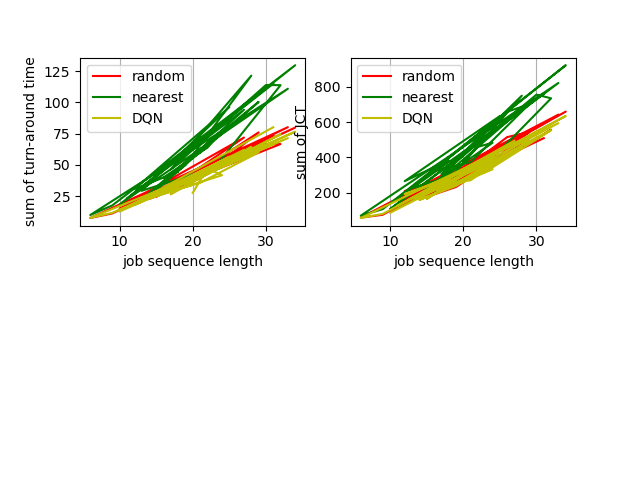 sum of turn-around time
125
100
75
50
25
random
nearest
DQN
10
20
30
job sequence length
sum of JCT
800
600
400
200
random
nearest
DQN
10
20
30
job sequence length